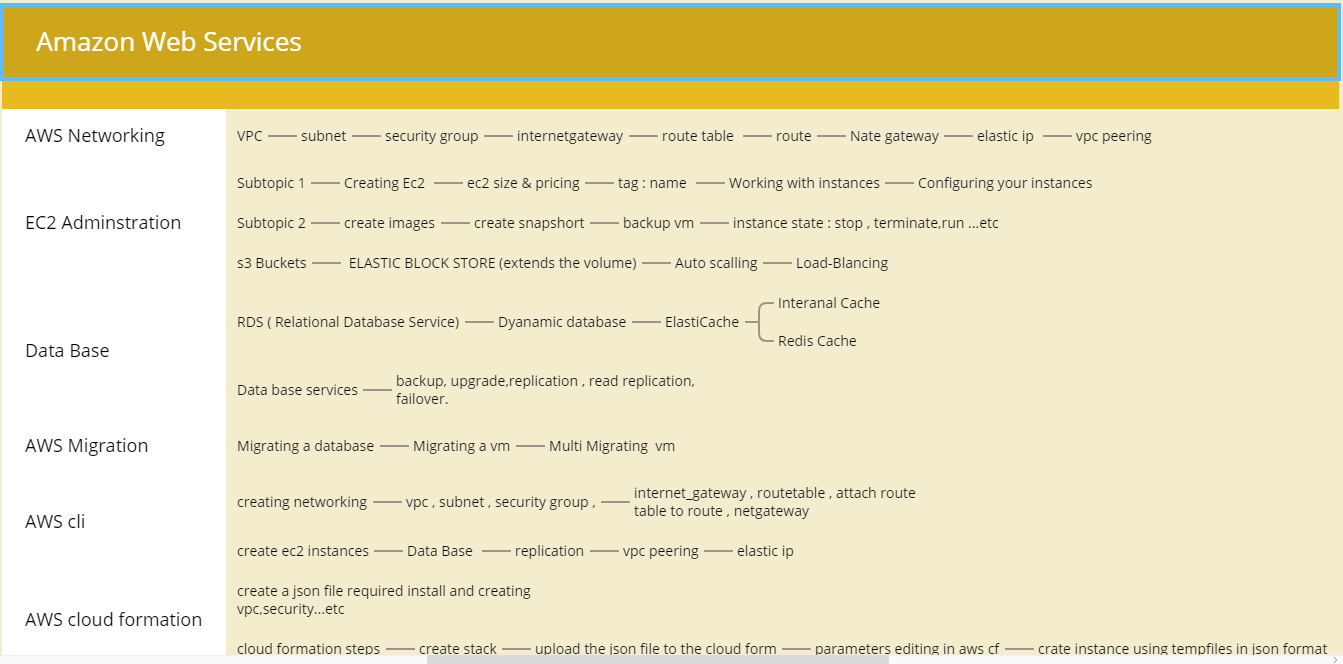 Amazon Web Services
AWS Networking
VPC subnet security group internetgateway route table route Nate gateway elastic ip vpc peering
EC2 Adminstration
Subtopic 1 Creating Ec2 ec2 size & pricing tag : name Working with instances Configuring your instances
Subtopic 2 create images create snapshort backup vm instance state : stop , terminate,run ...etc
s3 Buckets ELASTIC BLOCK STORE (extends the volume) Auto scalling Load-Blancing
Data Base
RDS ( Relational Database Service) Dyanamic database ElastiCache
Interanal Cache
Redis Cache
Data base services
backup, upgrade,replication , read replication,
failover.
AWS Migration
Migrating a database Migrating a vm Multi Migrating vm
AWS cli
creating networking vpc , subnet , security group ,
internet_gateway , routetable , attach route
table to route , netgateway
create ec2 instances Data Base replication vpc peering elastic ip
AWS cloud formation
create a json file required install and creating
vpc,security...etc
cloud formation steps create stack upload the json file to the cloud form parameters editing in aws cf crate instance using tempfiles in json format